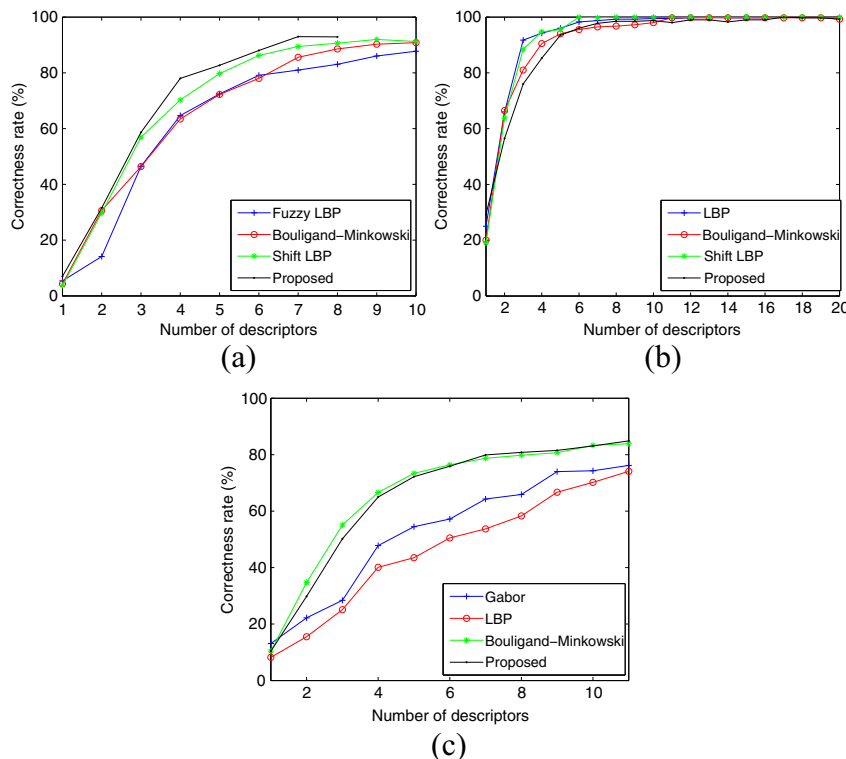 100
80
60
40
20
0
Correctness rate (%)
Fuzzy LBP
Bouligand−Minkowski
Shift LBP
Proposed
1 2 3 4 5 6 7 8 9 10
Number of descriptors
(a)
100
80
60
40
20
0
Correctness rate (%)
LBP
Bouligand−Minkowski
Shift LBP
Proposed
2 4 6 8 10 12 14 16 18 20
Number of descriptors
(b)
100
80
60
40
20
0
Correctness rate (%)
Gabor
LBP
Bouligand−Minkowski
Proposed
2 4 6 8 10
Number of descriptors
(c)